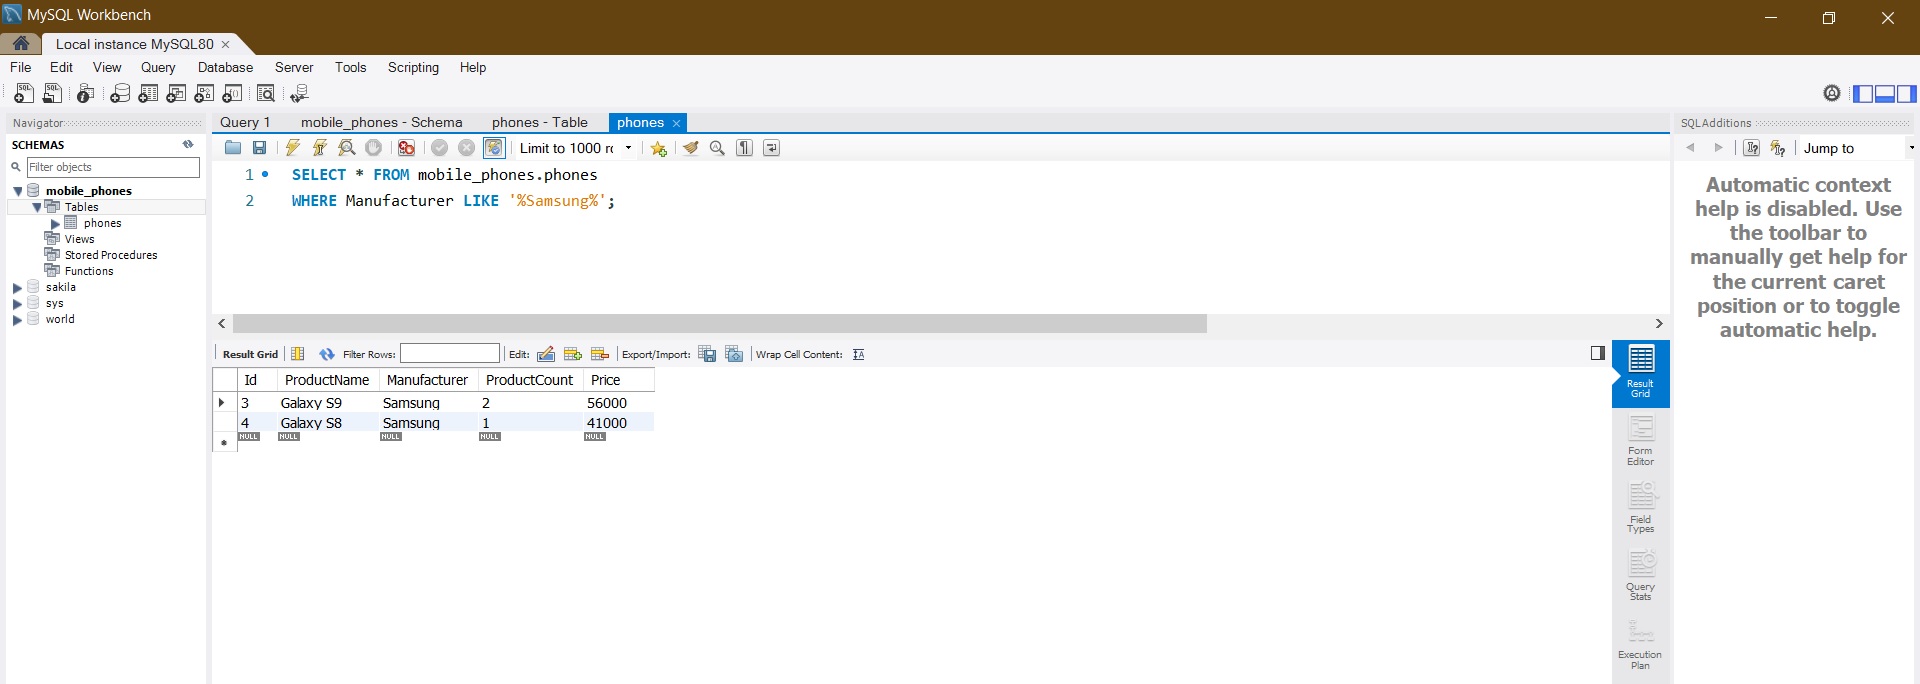 MySQL Workbench
Local instance MySQL80
File Edit View Query Database Server Tools Scripting Help
Navigator
SCHEMAS
Filter objects
mobile_phones
Tables
phones
Views
Stored Procedures
Functions
sakila
sys
world
Query 1 mobile_phones - Schema phones - Table phones
Limit to 1000 rc
1 SELECT * FROM mobile_phones.phones
2 WHERE Manufacturer LIKE '%Samsung%';
Result Grid Filter Rows: Edit: Export/Import: Wrap Cell Content:
Id ProductName Manufacturer ProductCount Price
3 Galaxy S9 Samsung 2 56000
4 Galaxy S8 Samsung 1 41000
NULL NULL NULL NULL NULL
Result
Grid
Form
Editor
Field
Types
Query
Stats
Execution
Plan
SQLAdditions
Jump to
Automatic context
help is disabled. Use
the toolbar to
manually get help for
the current caret
position or to toggle
automatic help.